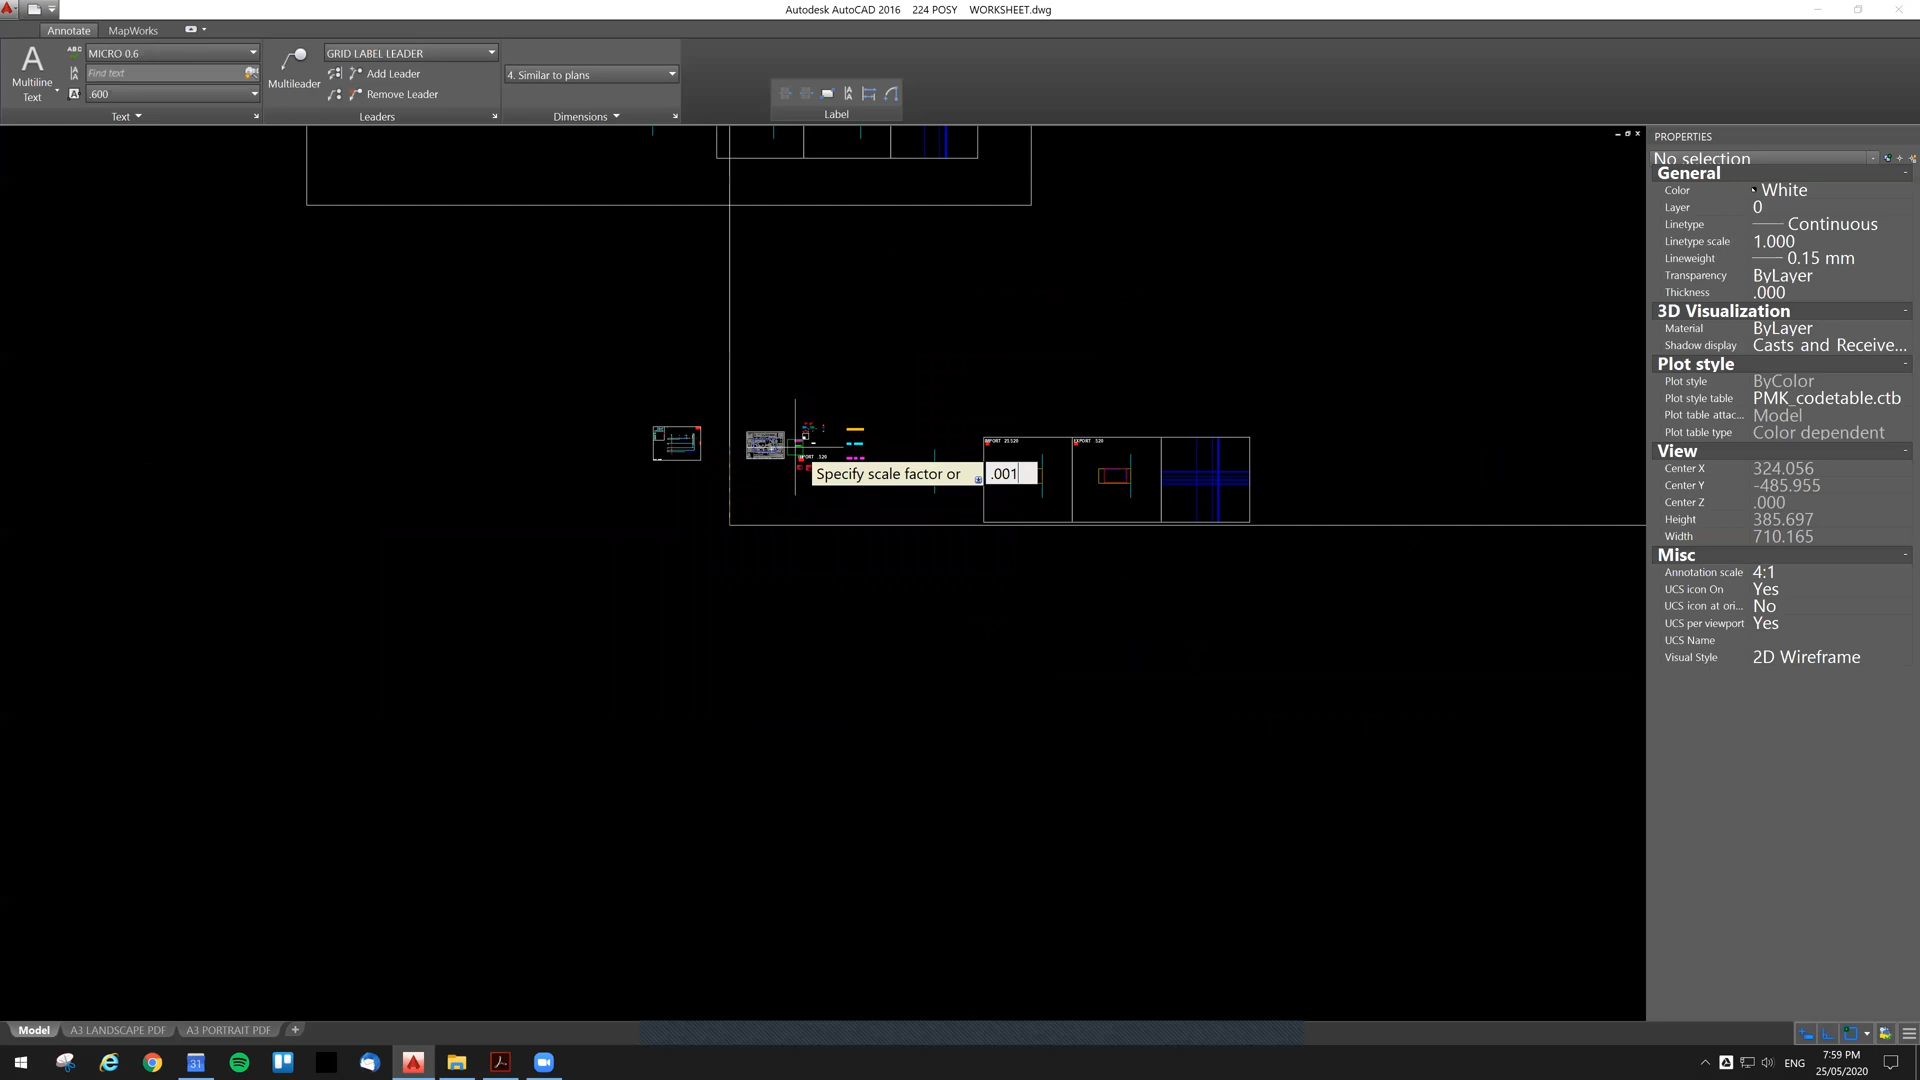 Autodesk AutoCAD 2016 224 POSY WORKSHEET.dwg
Annotate MapWorks
A
Multiline
Text
ABC MICRO 0.6
Find text
A .600
Text
Multileader
GRID LABEL LEADER
Add Leader
Remove Leader
Leaders
4. Similar to plans
Dimensions
Label
PROPERTIES
No selection
General
Color White
Layer 0
Linetype Continuous
Linetype scale 1.000
Lineweight 0.15 mm
Transparency ByLayer
Thickness .000
3D Visualization
Material ByLayer
Shadow display Casts and Receive...
Plot style
Plot style ByColor
Plot style table PMK_codetable.ctb
Plot table attac... Model
Plot table type Color dependent
View
Center X 324.056
Center Y -485.955
Center Z .000
Height 385.697
Width 710.165
Misc
Annotation scale 4:1
UCS icon On Yes
UCS icon at ori... No
UCS per viewport Yes
UCS Name
Visual Style 2D Wireframe
EXPORT .520
Specify scale factor or .001
Model A3 LANDSCAPE PDF A3 PORTRAIT PDF +
31
ENG
7:59 PM
25/05/2020